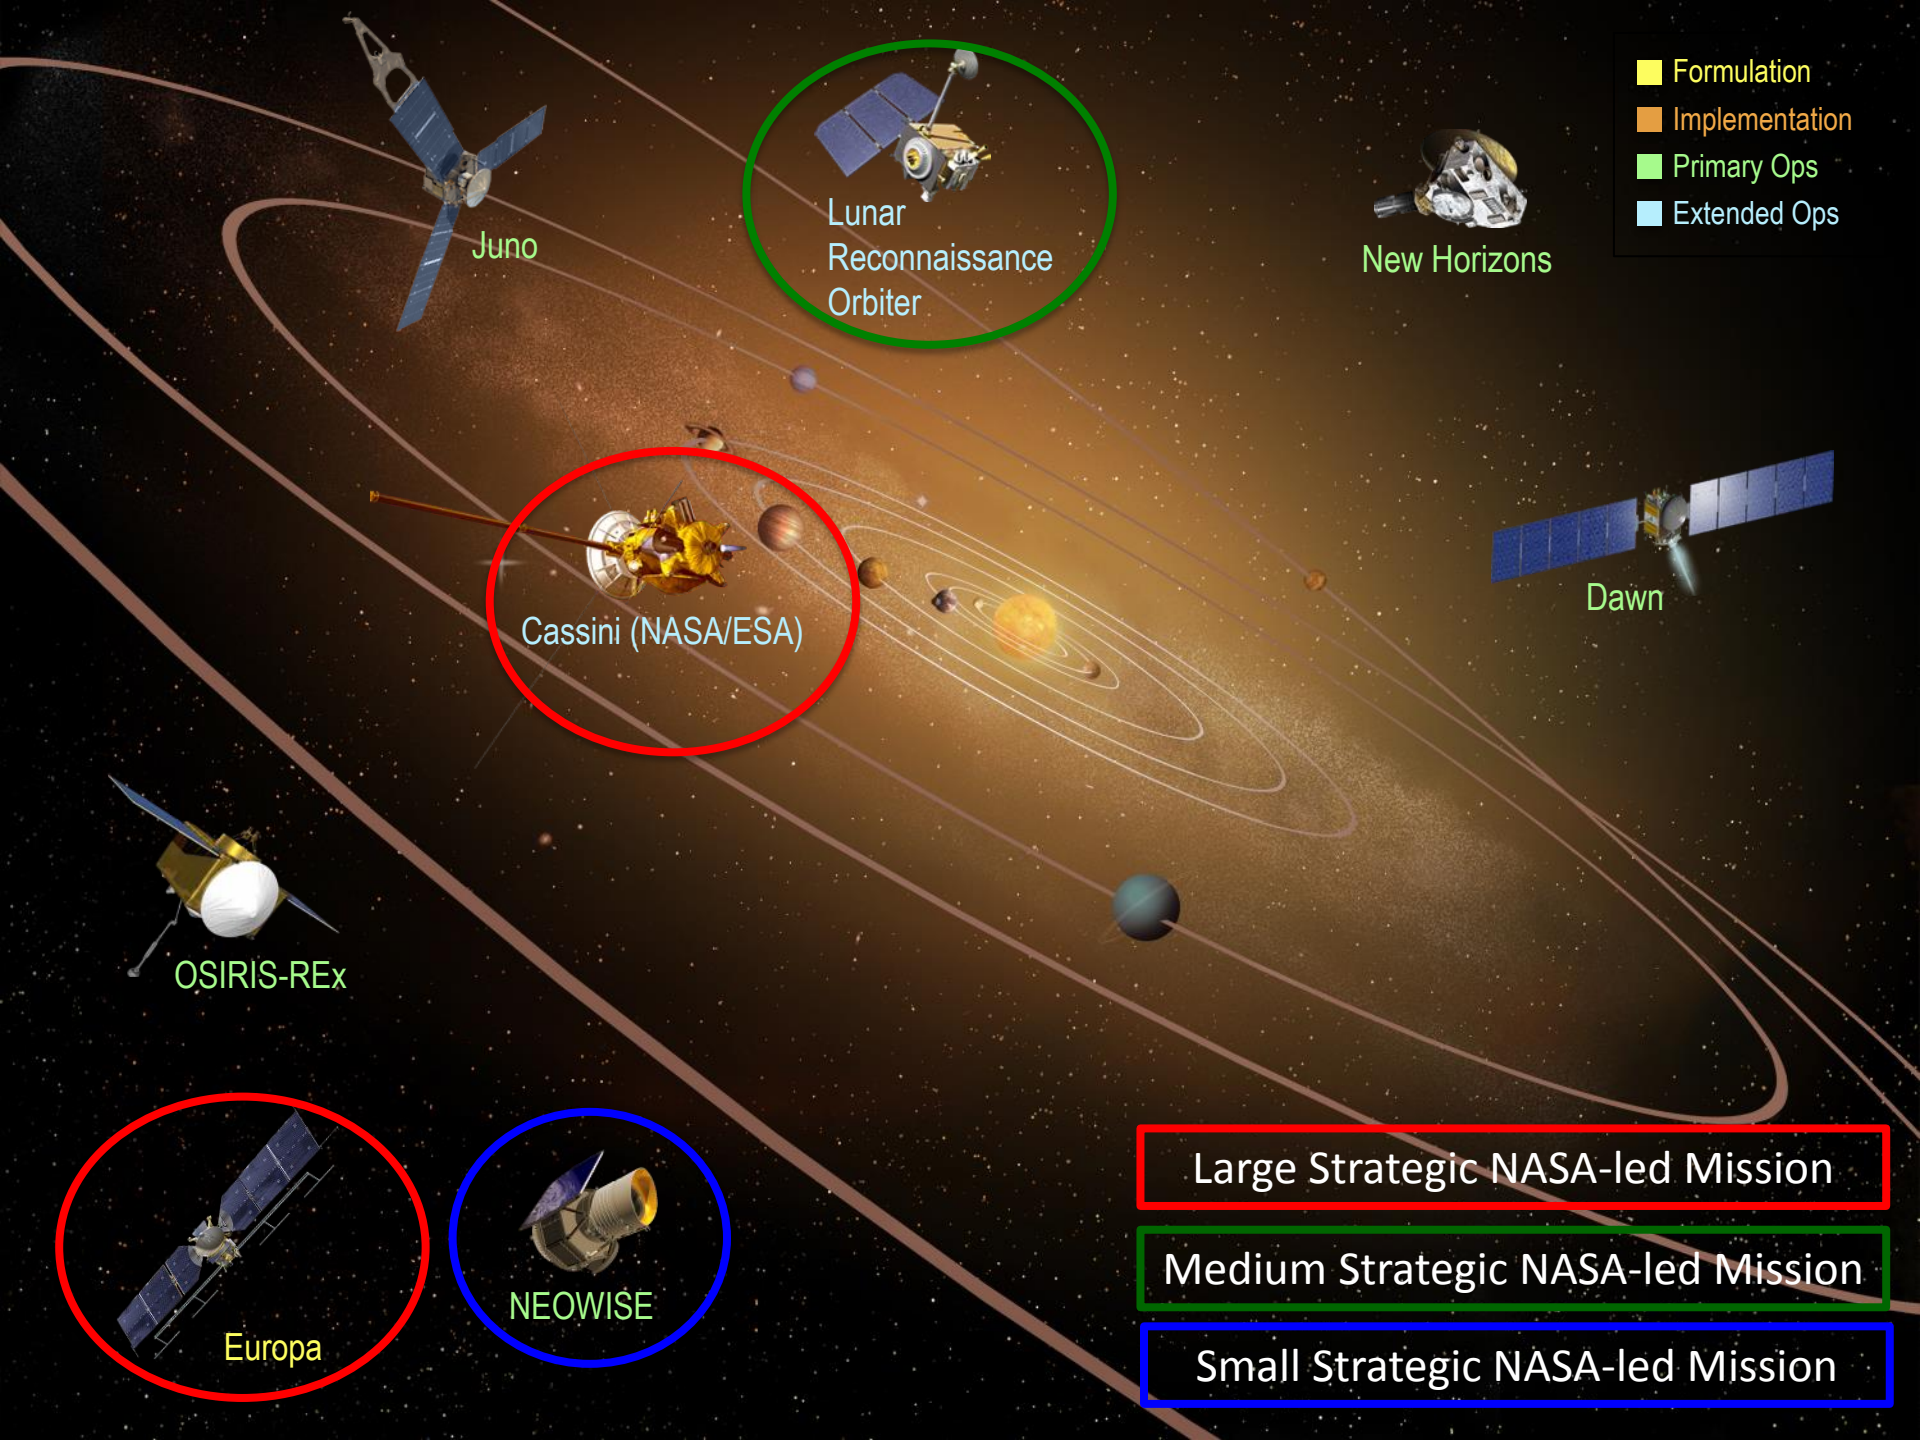 Formulation
Implementation
Primary Ops
Extended Ops
Juno
Lunar
Reconnaissance
Orbiter
New Horizons
Cassini (NASA/ESA)
Dawn
OSIRIS-REx
Europa
NEOWISE
Large Strategic NASA-led Mission
Medium Strategic NASA-led Mission
Small Strategic NASA-led Mission